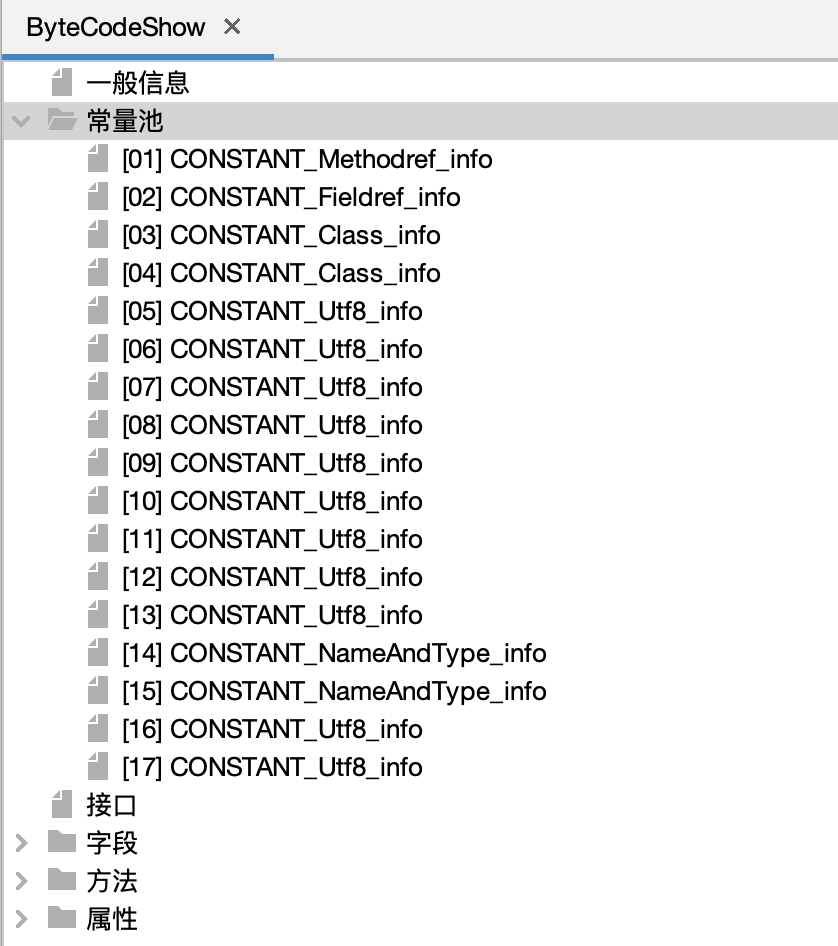 ByteCodeShow
一般信息
常量池
[01] CONSTANT_Methodref_info
[02] CONSTANT_Fieldref_info
[03] CONSTANT_Class_info
[04] CONSTANT_Class_info
[05] CONSTANT_Utf8_info
[06] CONSTANT_Utf8_info
[07] CONSTANT_Utf8_info
[08] CONSTANT_Utf8_info
[09] CONSTANT_Utf8_info
[10] CONSTANT_Utf8_info
[11] CONSTANT_Utf8_info
[12] CONSTANT_Utf8_info
[13] CONSTANT_Utf8_info
[14] CONSTANT_NameAndType_info
[15] CONSTANT_NameAndType_info
[16] CONSTANT_Utf8_info
[17] CONSTANT_Utf8_info
接口
字段
方法
属性